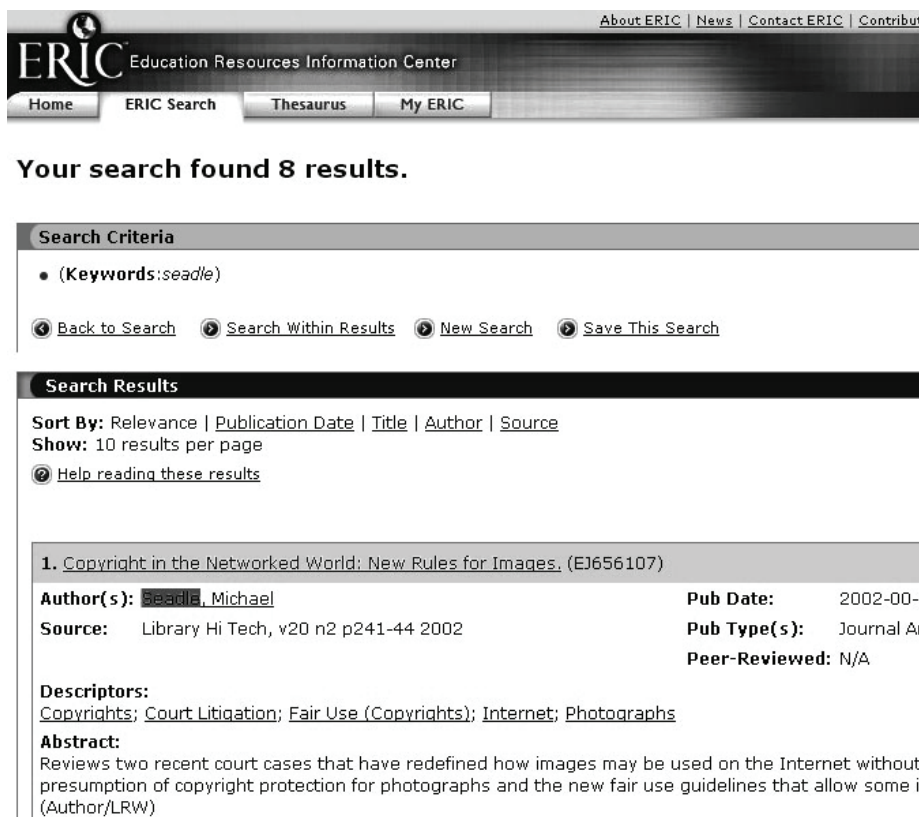 About ERIC | News | Contact ERIC | Contribut
ERIC Education Resources Information Center
Home ERIC Search Thesaurus My ERIC
Your search found 8 results.
Search Criteria
• (Keywords:seadle)
Back to Search Search Within Results New Search Save This Search
Search Results
Sort By: Relevance | Publication Date | Title | Author | Source
Show: 10 results per page
Help reading these results
1. Copyright in the Networked World: New Rules for Images. (EJ656107)
Author(s): Seadle, Michael Pub Date: 2002-00-
Source: Library Hi Tech, v20 n2 p241-44 2002 Pub Type(s): Journal A
Peer-Reviewed: N/A
Descriptors:
Copyrights; Court Litigation; Fair Use (Copyrights); Internet; Photographs
Abstract:
Reviews two recent court cases that have redefined how images may be used on the Internet without
presumption of copyright protection for photographs and the new fair use guidelines that allow some i
(Author/LRW)